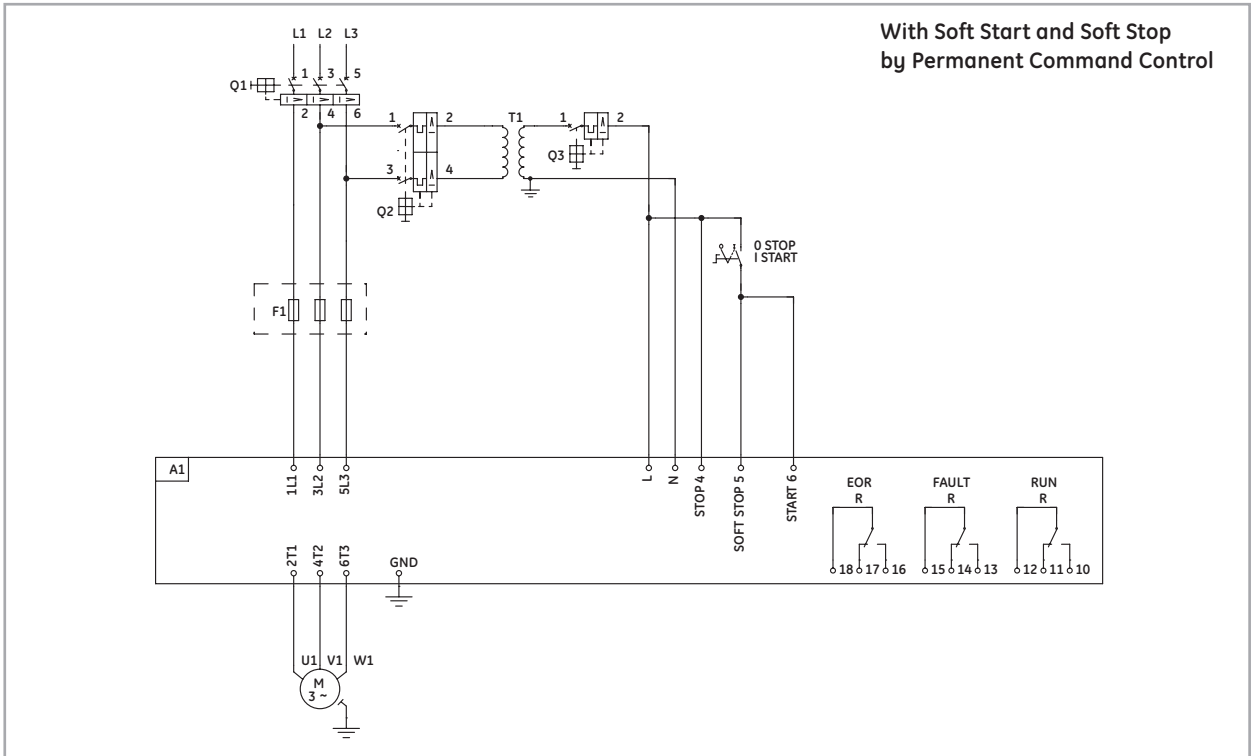 With Soft Start and Soft Stop
by Permanent Command Control
L1 L2 L3
Q1
1 3 5
2 4 6
1 2
3 4
Q2
T1
1 2
Q3
0 STOP
I START
F1
A1
1L1 3L2 5L3
L N STOP 4 SOFT STOP 5 START 6
EOR FAULT RUN
R R R
18 17 16 15 14 13 12 11 10
2T1 4T2 6T3 GND
U1 V1 W1
M
3 ~